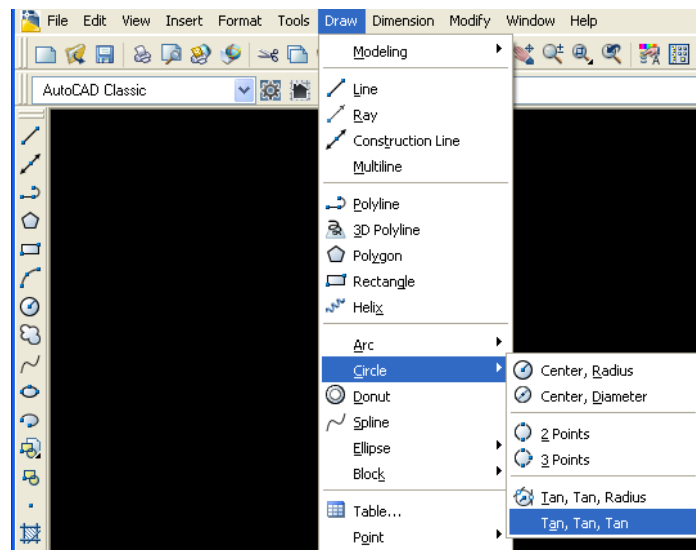 File Edit View Insert Format Tools Draw Dimension Modify Window Help
Modeling
AutoCAD Classic
Line
Ray
Construction Line
Multiline
Polyline
3D Polyline
Polygon
Rectangle
Helix
Arc
Circle
Donut
Spline
Ellipse
Block
Table...
Point
Center, Radius
Center, Diameter
2 Points
3 Points
Tan, Tan, Radius
Tan, Tan, Tan